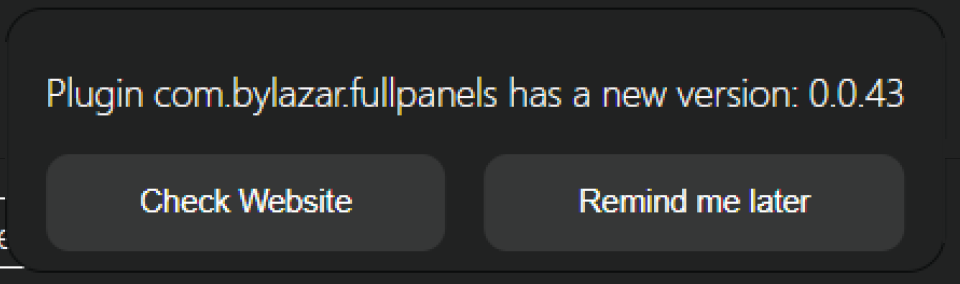 Plugin com.bylazar.fullpanels has a new version: 0.0.43
Check Website
Remind me later